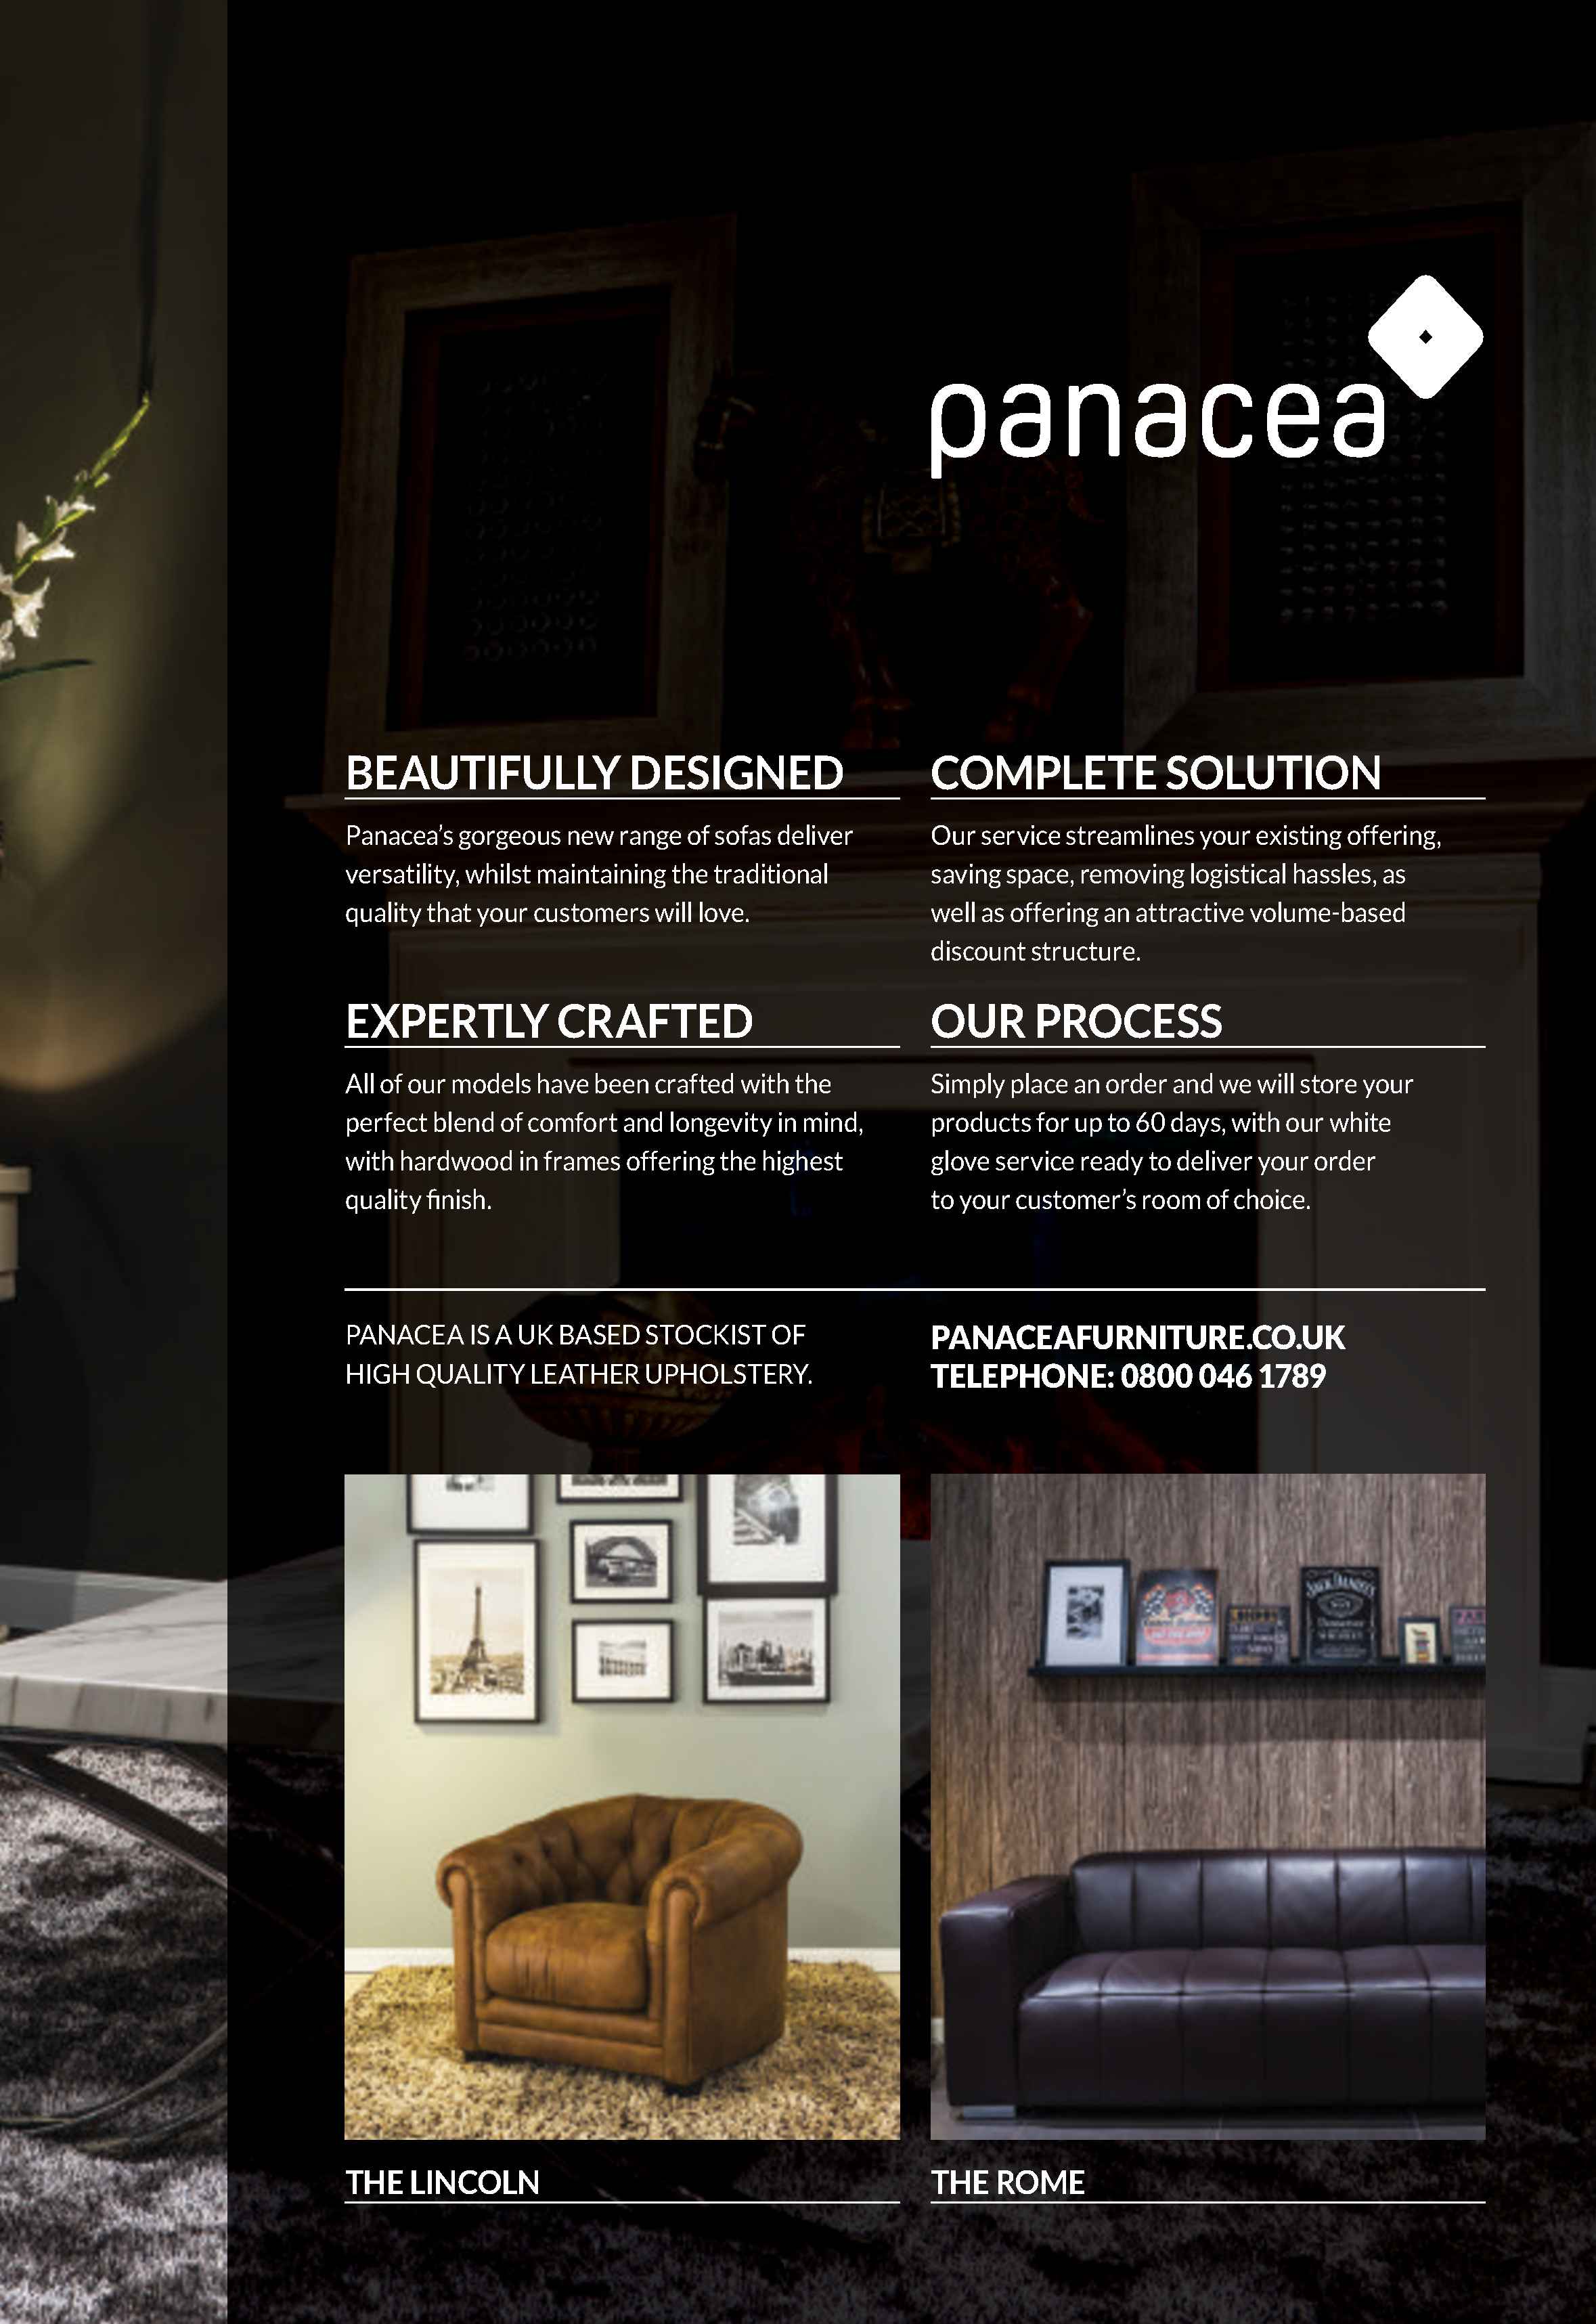 panacea
BEAUTIFULLY DESIGNED
Panacea’s gorgeous new range of sofas deliver
versatility, whilst maintaining the traditional
quality that your customers will love.
COMPLETE SOLUTION
Our service streamlines your existing offering,
saving space, removing logistical hassles, as
well as offering an attractive volume-based
discount structure.
EXPERTLY CRAFTED
All of our models have been crafted with the
perfect blend of comfort and longevity in mind,
with hardwood in frames offering the highest
quality finish.
OUR PROCESS
Simply place an order and we will store your
products for up to 60 days, with our white
glove service ready to deliver your order
to your customer’s room of choice.
PANACEA IS A UK BASED STOCKIST OF
HIGH QUALITY LEATHER UPHOLSTERY.
PANACEAFURNITURE.CO.UK
TELEPHONE: 0800 046 1789
JACK DANIEL'S
THE LINCOLN
THE ROME